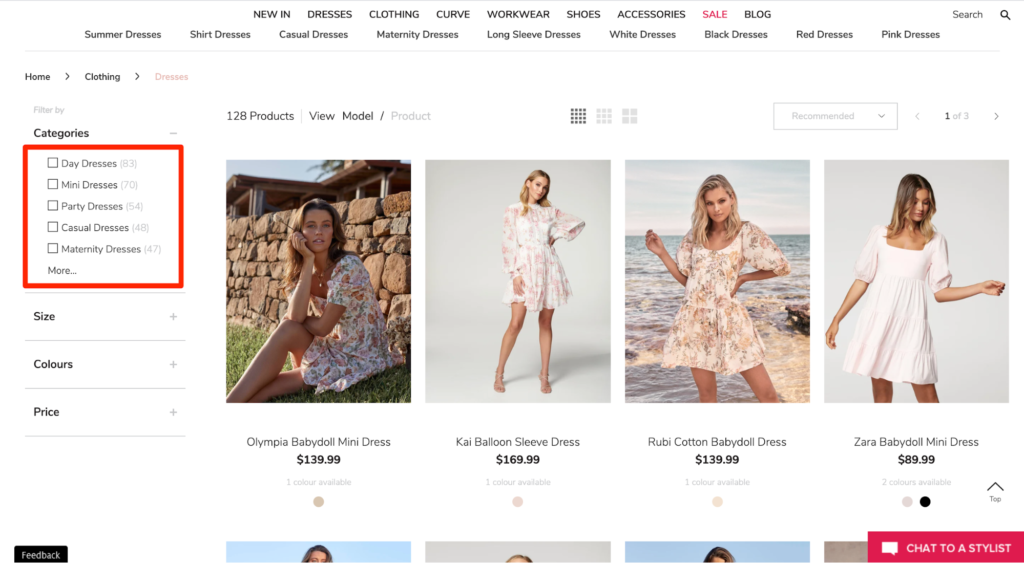 NEW IN DRESSES CLOTHING CURVE WORKWEAR SHOES ACCESSORIES SALE BLOG Search
Summer Dresses Shirt Dresses Casual Dresses Maternity Dresses Long Sleeve Dresses White Dresses Black Dresses Red Dresses Pink Dresses
Home > Clothing > Dresses
Filter by
Categories
Day Dresses (83)
Mini Dresses (70)
Party Dresses (54)
Casual Dresses (48)
Maternity Dresses (47)
More...
Size
Colours
Price
128 Products View Model / Product
Recommended
1 of 3
Olympia Babydoll Mini Dress
$139.99
1 colour available
Kai Balloon Sleeve Dress
$169.99
1 colour available
Rubi Cotton Babydoll Dress
$139.99
1 colour available
Zara Babydoll Mini Dress
$89.99
2 colours available
Top
Feedback
CHAT TO A STYLIST